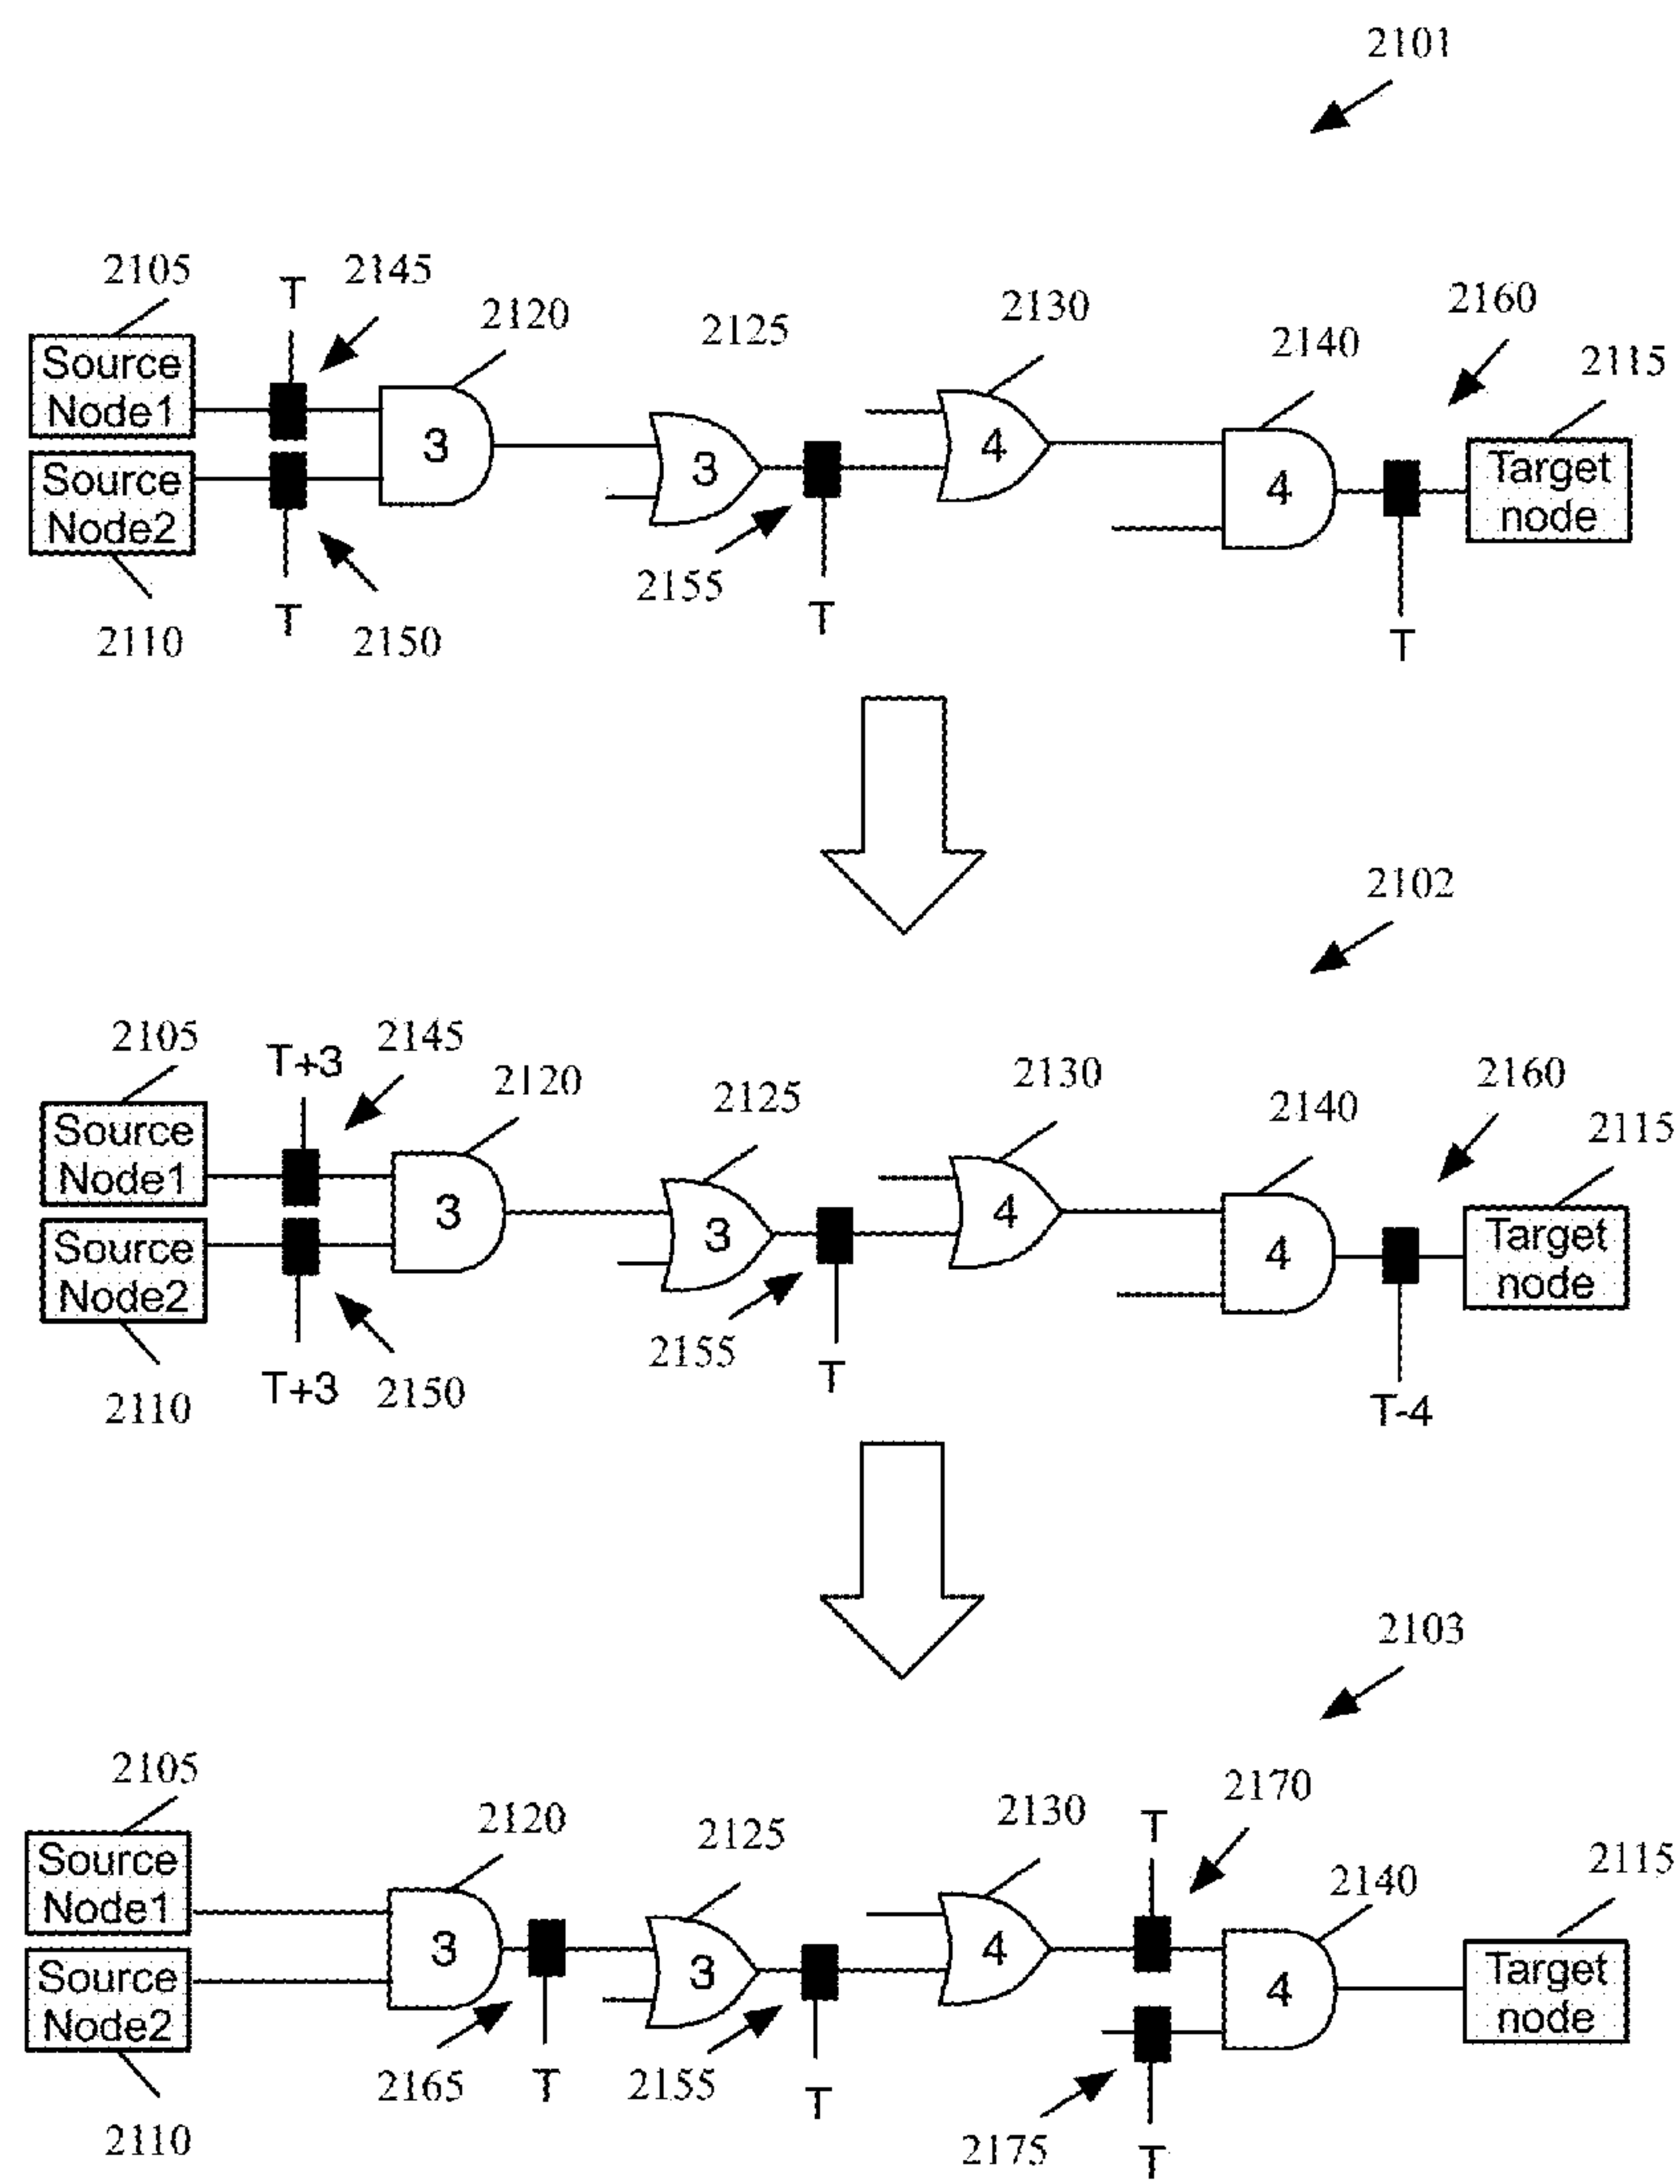 2101
2105
T
2145
2120
2125
2130
2140
2160
2115
Source
Node1
3
3
4
4
Target
node
Source
Node2
2110
T
2150
2155
T
T
2102
2105
T+3
2145
2120
2125
2130
2140
2160
2115
Source
Node1
3
3
4
4
Target
node
Source
Node2
2110
T+3
2150
2155
T
T-4
2103
2105
2120
2125
2130
T
2170
2140
2115
Source
Node1
3
3
4
4
Target
node
Source
Node2
2110
2165
T
2155
T
2175
T